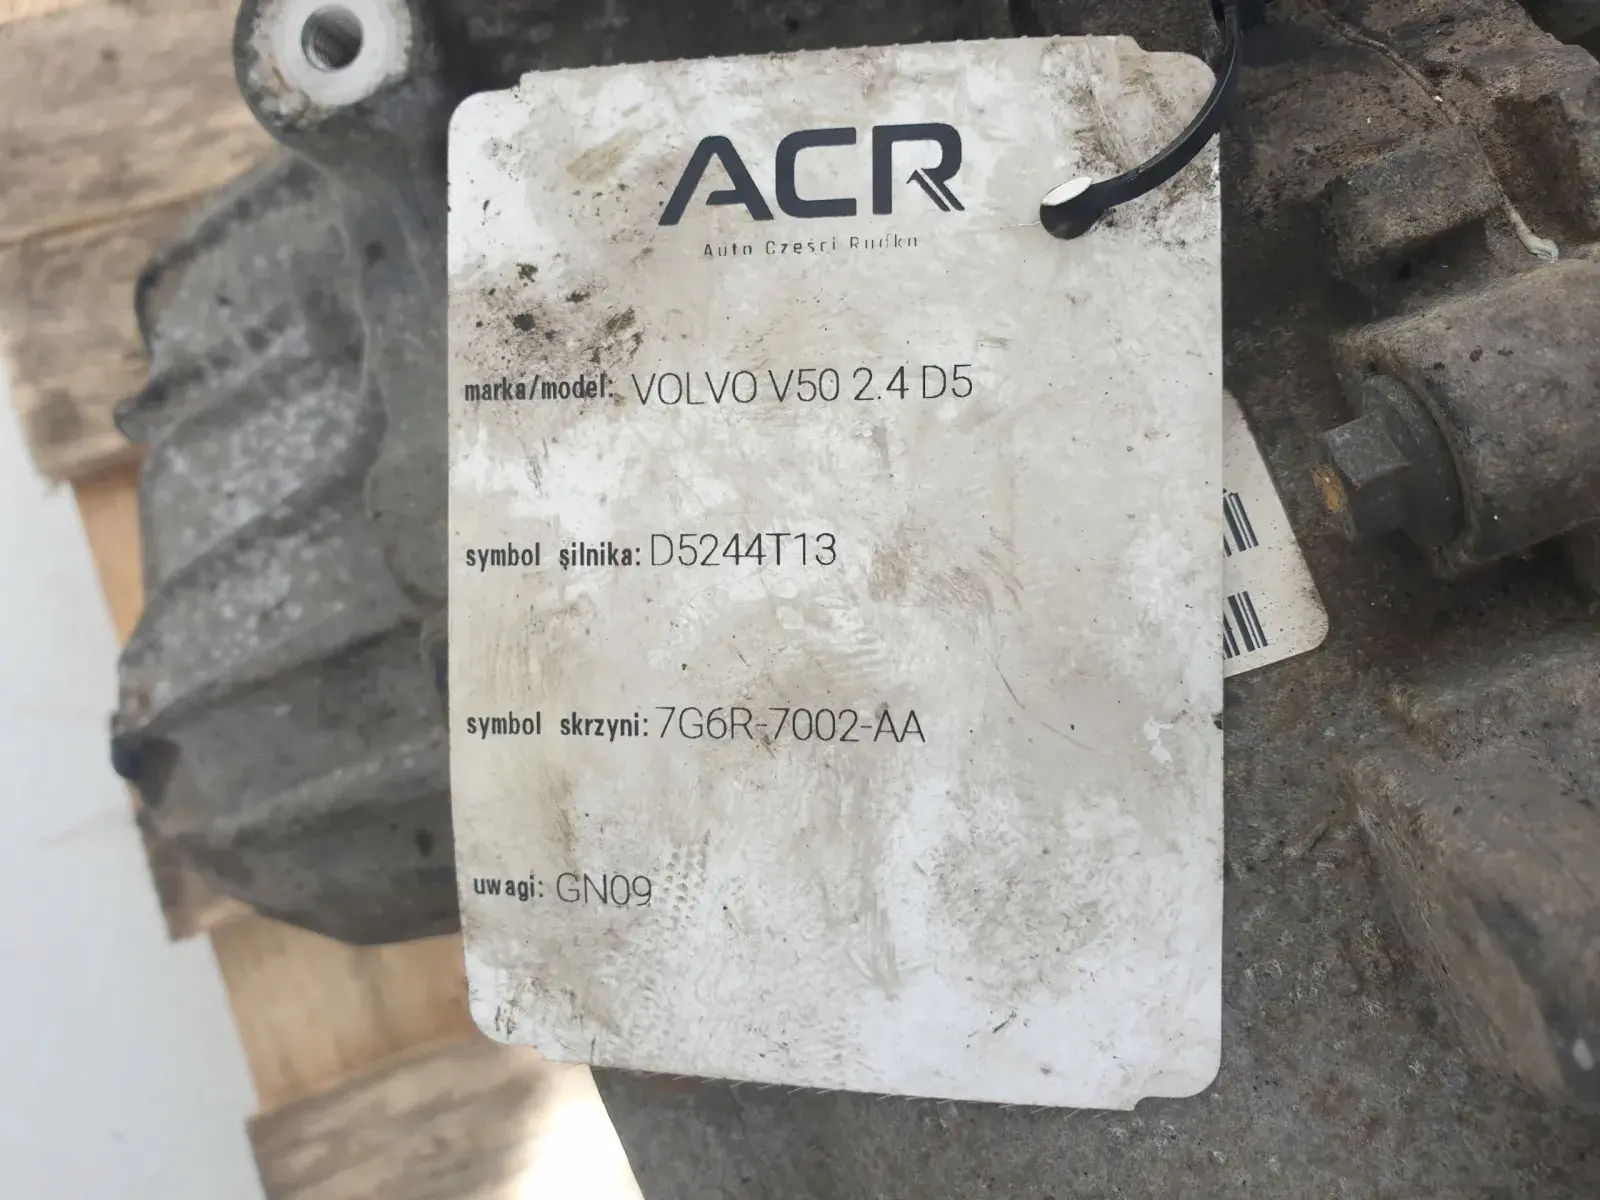 ACR
Auto Części Rudka
marka/model: VOLVO V50 2.4 D5
symbol silnika: D5244T13
symbol skrzyni: 7G6R-7002-AA
uwagi: GN09